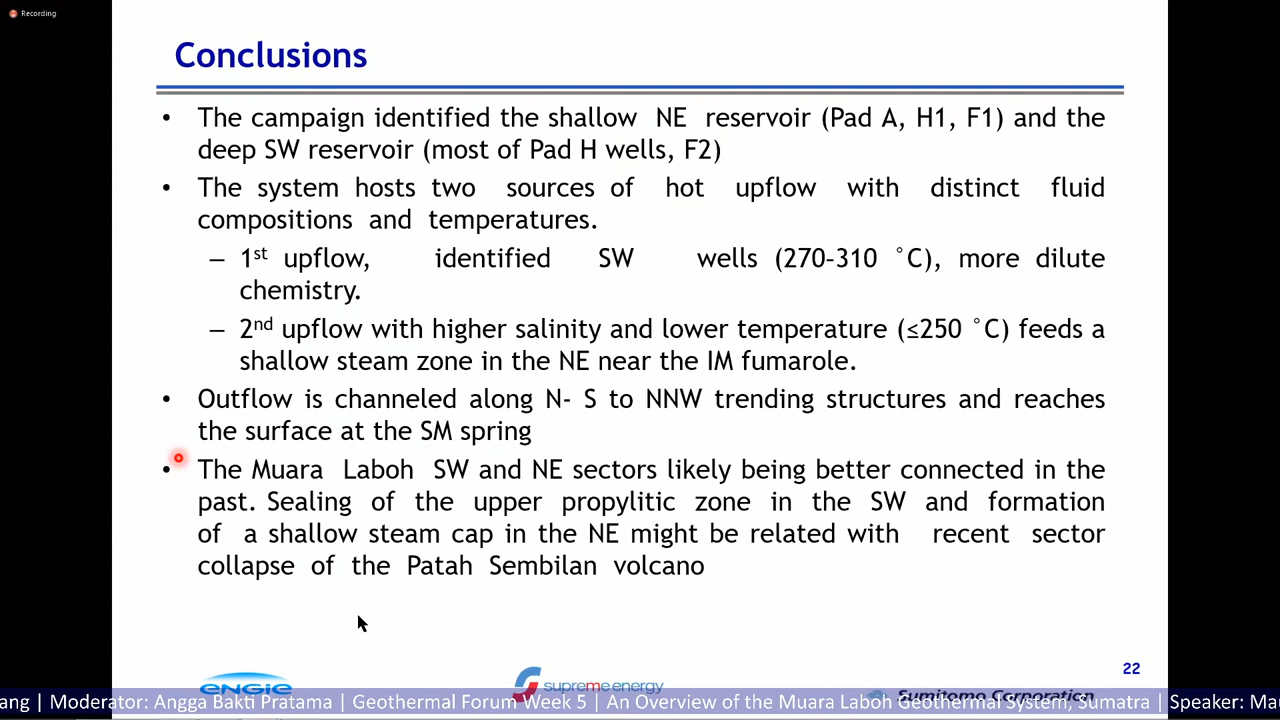 Recording
Conclusions
• The campaign identified the shallow NE reservoir (Pad A, H1, F1) and the
deep SW reservoir (most of Pad H wells, F2)
• The system hosts two sources of hot upflow with distinct fluid
compositions and temperatures.
– 1st upflow, identified SW wells (270–310 °C), more dilute
chemistry.
– 2nd upflow with higher salinity and lower temperature (≤250 °C) feeds a
shallow steam zone in the NE near the IM fumarole.
• Outflow is channeled along N- S to NNW trending structures and reaches
the surface at the SM spring
• The Muara Laboh SW and NE sectors likely being better connected in the
past. Sealing of the upper propylitic zone in the SW and formation
of a shallow steam cap in the NE might be related with recent sector
collapse of the Patah Sembilan volcano
22
ENGIE
supreme energy
Sumitomo Corporation
ang | Moderator: Angga Bakti Pratama | Geothermal Forum Week 5 | An Overview of the Muara Laboh Geothermal System, Sumatra | Speaker: Ma